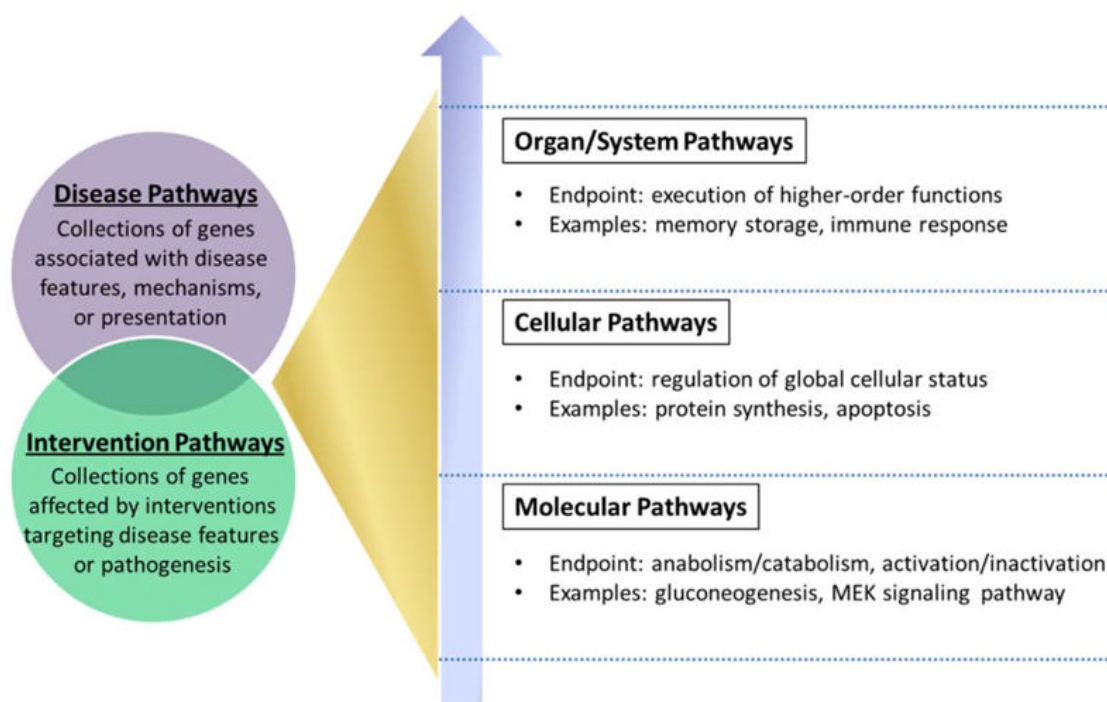 Disease Pathways
Collections of genes
associated with disease
features, mechanisms,
or presentation
Intervention Pathways
Collections of genes
affected by interventions
targeting disease features
or pathogenesis
Organ/System Pathways
• Endpoint: execution of higher-order functions
• Examples: memory storage, immune response
Cellular Pathways
• Endpoint: regulation of global cellular status
• Examples: protein synthesis, apoptosis
Molecular Pathways
• Endpoint: anabolism/catabolism, activation/inactivation
• Examples: gluconeogenesis, MEK signaling pathway